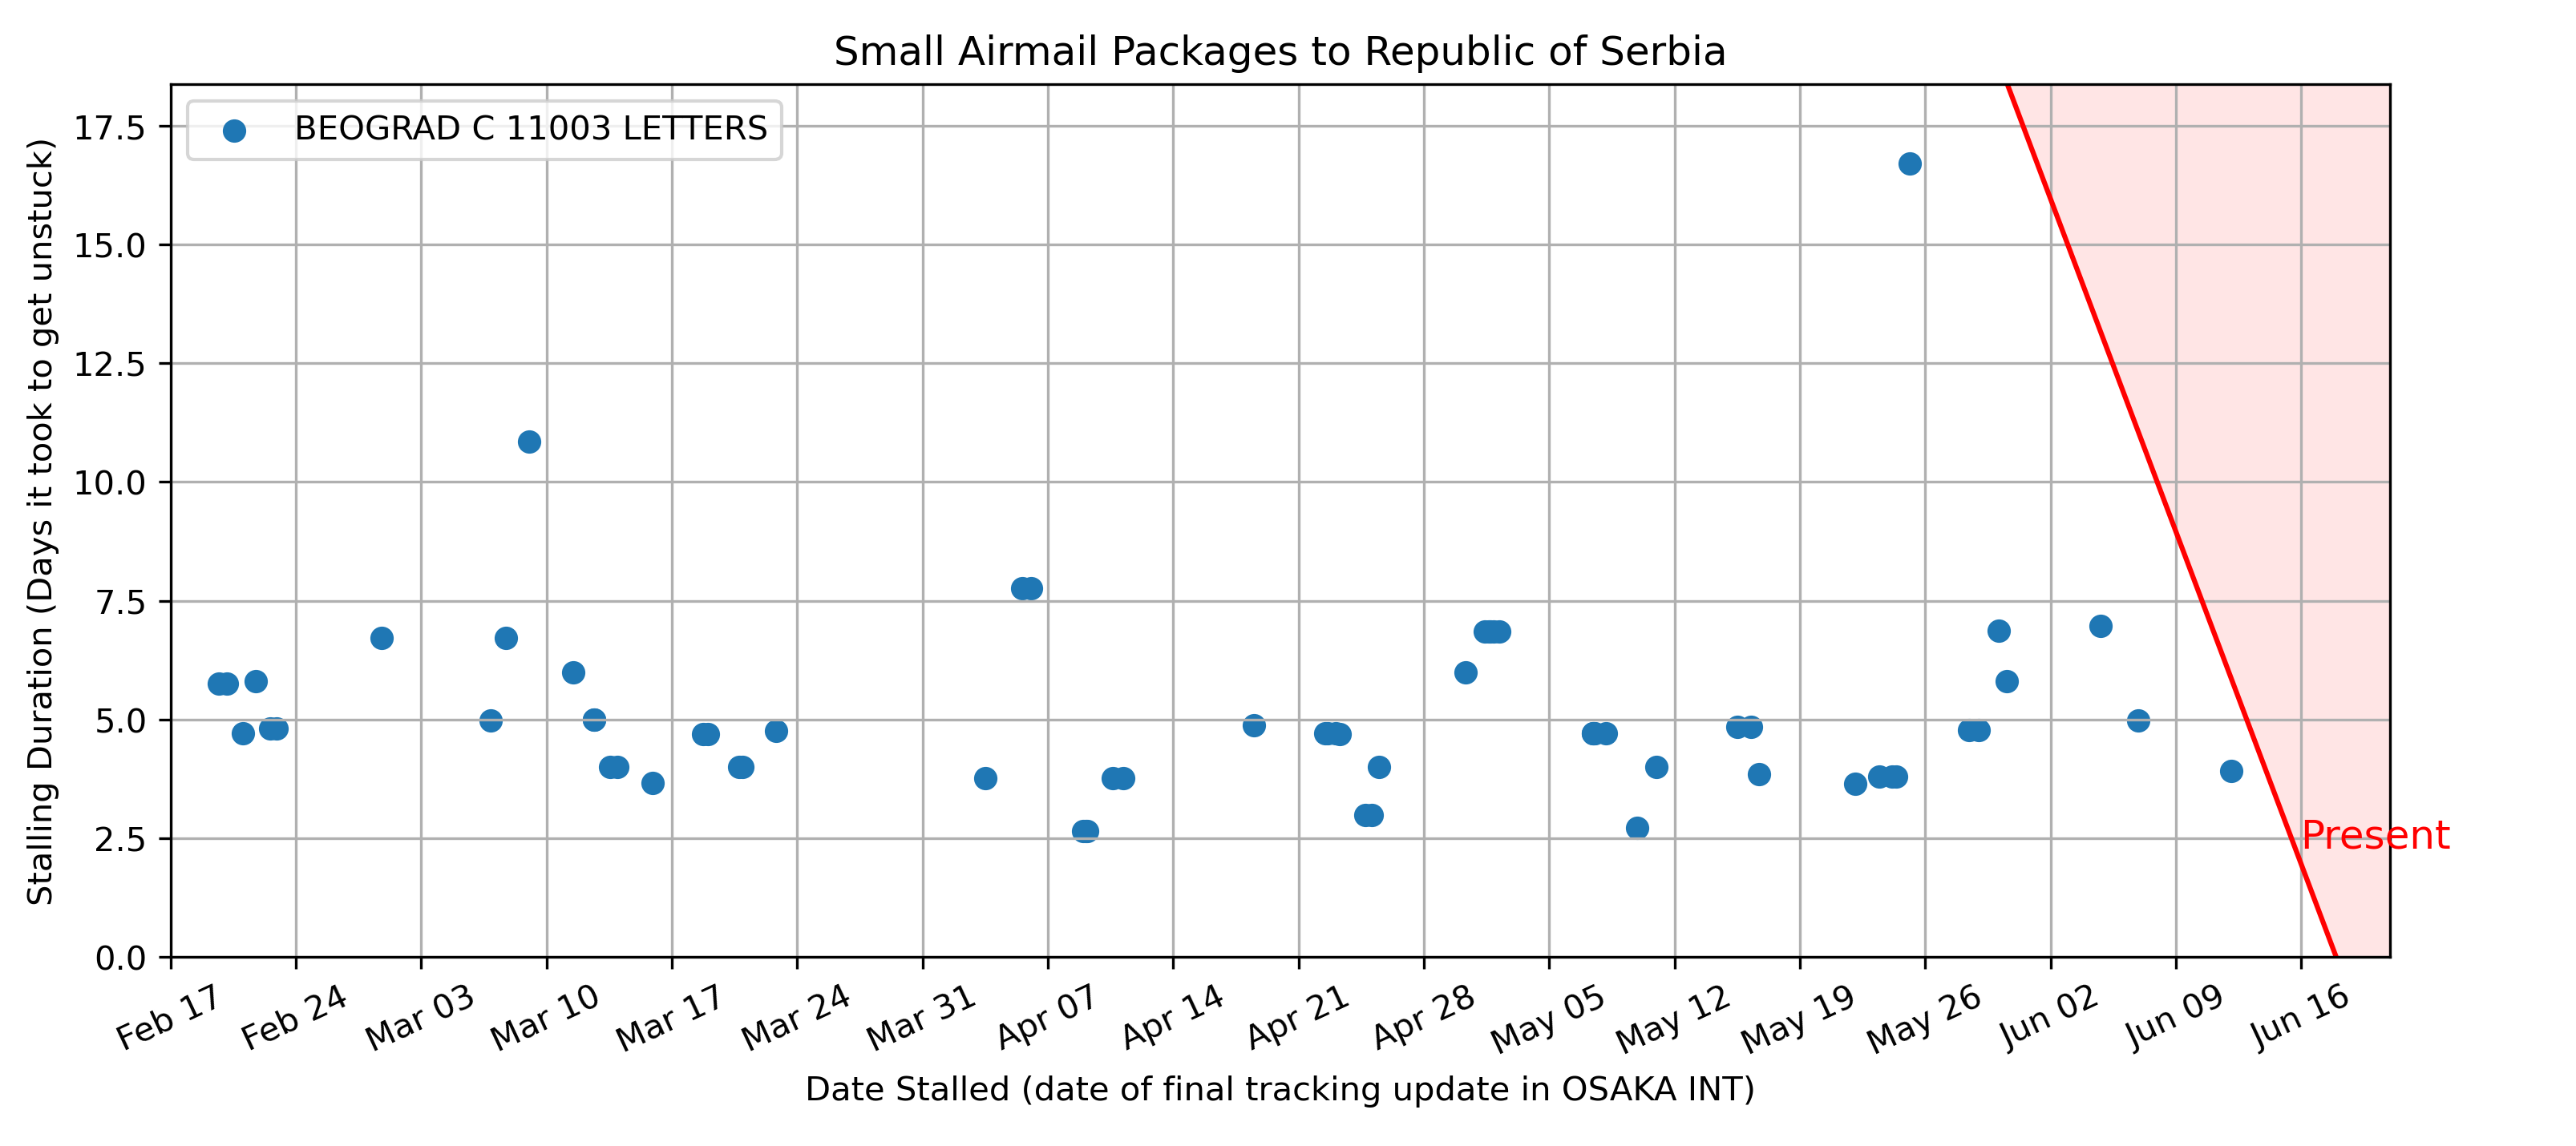 Small Airmail Packages to Republic of Serbia
BEOGRAD C 11003 LETTERS
Stalling Duration (Days it took to get unstuck)
17.5
15.0
12.5
10.0
7.5
5.0
2.5
0.0
Present
Feb 17
Feb 24
Mar 03
Mar 10
Mar 17
Mar 24
Mar 31
Apr 07
Apr 14
Apr 21
Apr 28
May 05
May 12
May 19
May 26
Jun 02
Jun 09
Jun 16
Date Stalled (date of final tracking update in OSAKA INT)